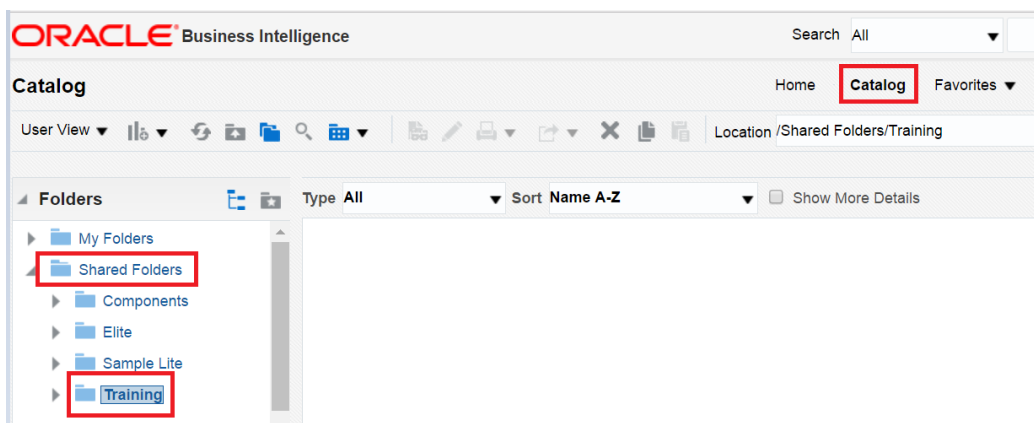 ORACLE Business Intelligence Search All
Catalog Home Catalog Favorites
User View Location /Shared Folders/Training
Folders Type All Sort Name A-Z Show More Details
My Folders
Shared Folders
Components
Elite
Sample Lite
Training